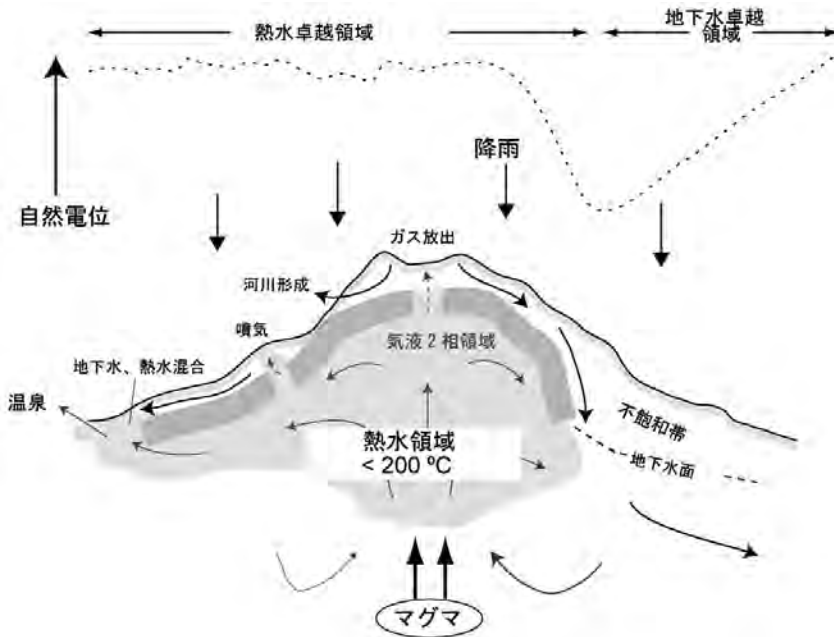 熱水卓越領域
地下水卓越
領域
自然電位
降雨
ガス放出
河川形成
噴気
気液2相領域
地下水、熱水混合
温泉
熱水領域
< 200 ºC
不飽和帯
地下水面
マグマ